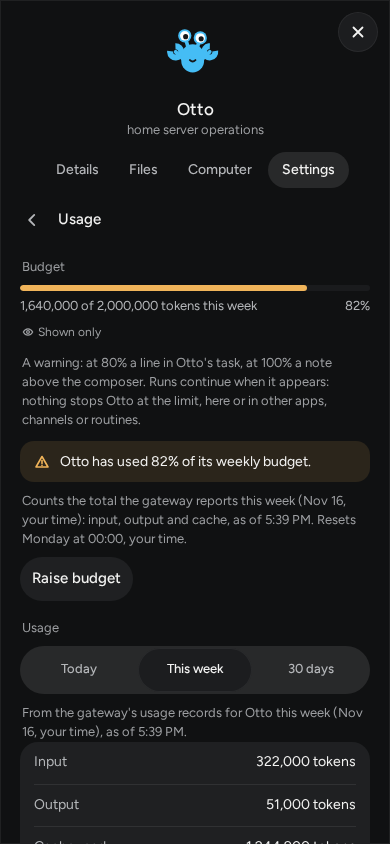 Otto
home server operations
Details Files Computer Settings
Usage
Budget
1,640,000 of 2,000,000 tokens this week 82%
Shown only
A warning: at 80% a line in Otto's task, at 100% a note
above the composer. Runs continue when it appears:
nothing stops Otto at the limit, here or in other apps,
channels or routines.
Otto has used 82% of its weekly budget.
Counts the total the gateway reports this week (Nov 16,
your time): input, output and cache, as of 5:39 PM. Resets
Monday at 00:00, your time.
Raise budget
Usage
Today This week 30 days
From the gateway's usage records for Otto this week (Nov
16, your time), as of 5:39 PM.
Input 322,000 tokens
Output 51,000 tokens